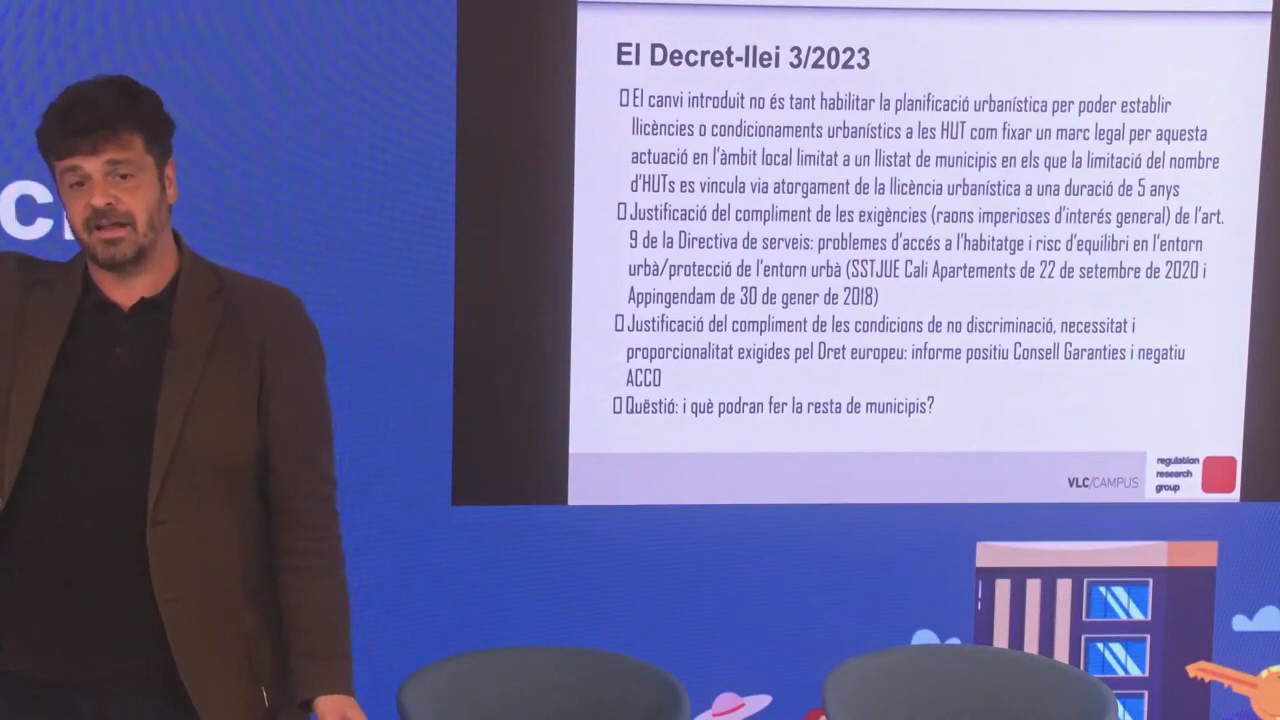 El Decret-llei 3/2023
El canvi introduit no és tant habilitar la planificació urbanística per poder establir
llicències o condicionaments urbanístics a les HUT com fixar un marc legal per aquesta
actuació en l'àmbit local limitat a un llistat de municipis en els que la limitació del nombre
d'HUTs es vincula via atorgament de la llicència urbanística a una duració de 5 anys
Justificació del compliment de les exigències (raons imperioses d'interés general) de l'art.
9 de la Directiva de serveis: problemes d'accés a l'habitatge i risc d'equilibri en l'entorn
urbà/protecció de l'entorn urbà (SSTJUE Cali Apartements de 22 de setembre de 2020 i
Appingendam de 30 de gener de 2018)
Justificació del compliment de les condicions de no discriminació, necessitat i
proporcionalitat exigides pel Dret europeu: informe positiu Consell Garanties i negatiu
ACCO
Quëstió: i què podran fer la resta de municipis?
VLC/CAMPUS
regulation
research
group